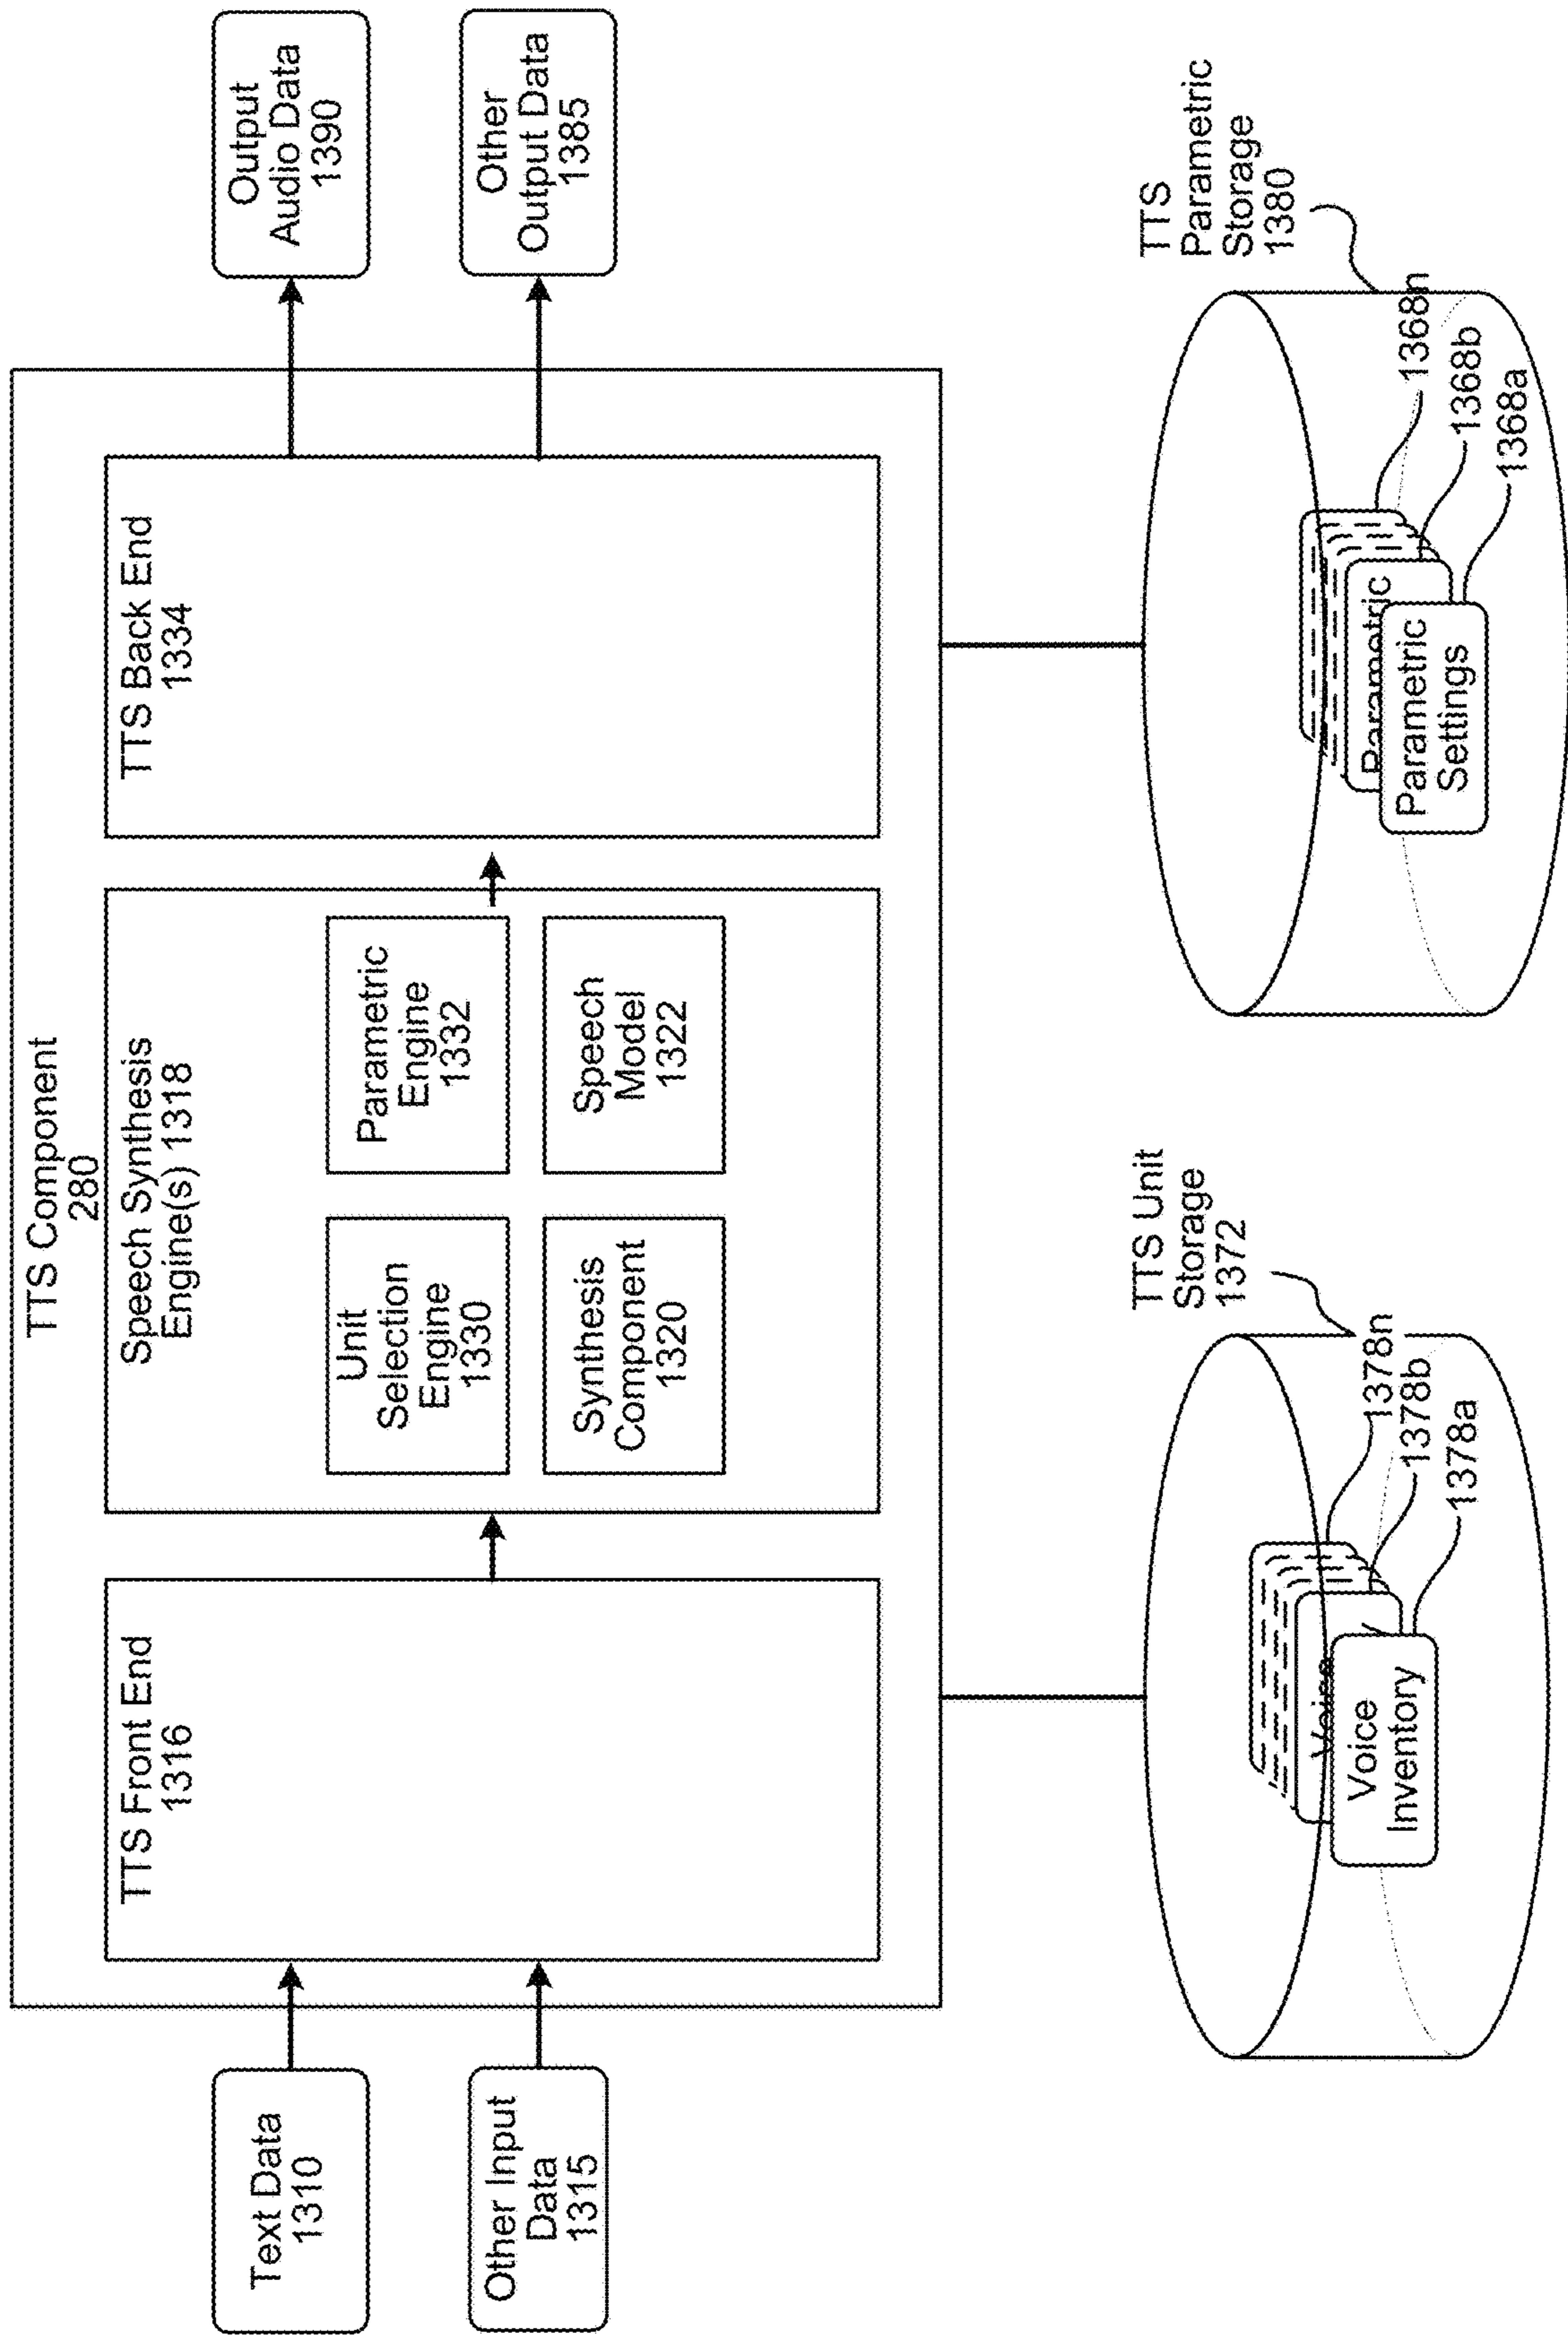 TTS Component
280
Text Data
1310
Other Input
Data
1315
TTS Front End
1316
Speech Synthesis
Engine(s) 1318
Unit
Selection
Engine
1330
Parametric
Engine
1332
Synthesis
Component
1320
Speech
Model
1322
TTS Back End
1334
Output
Audio Data
1390
Other
Output Data
1385
TTS Unit
Storage
1372
1378n
1378b
1378a
Voice
Voice
Inventory
TTS
Parametric
Storage
1380
1368n
1368b
1368a
Parametric
Parametric
Settings